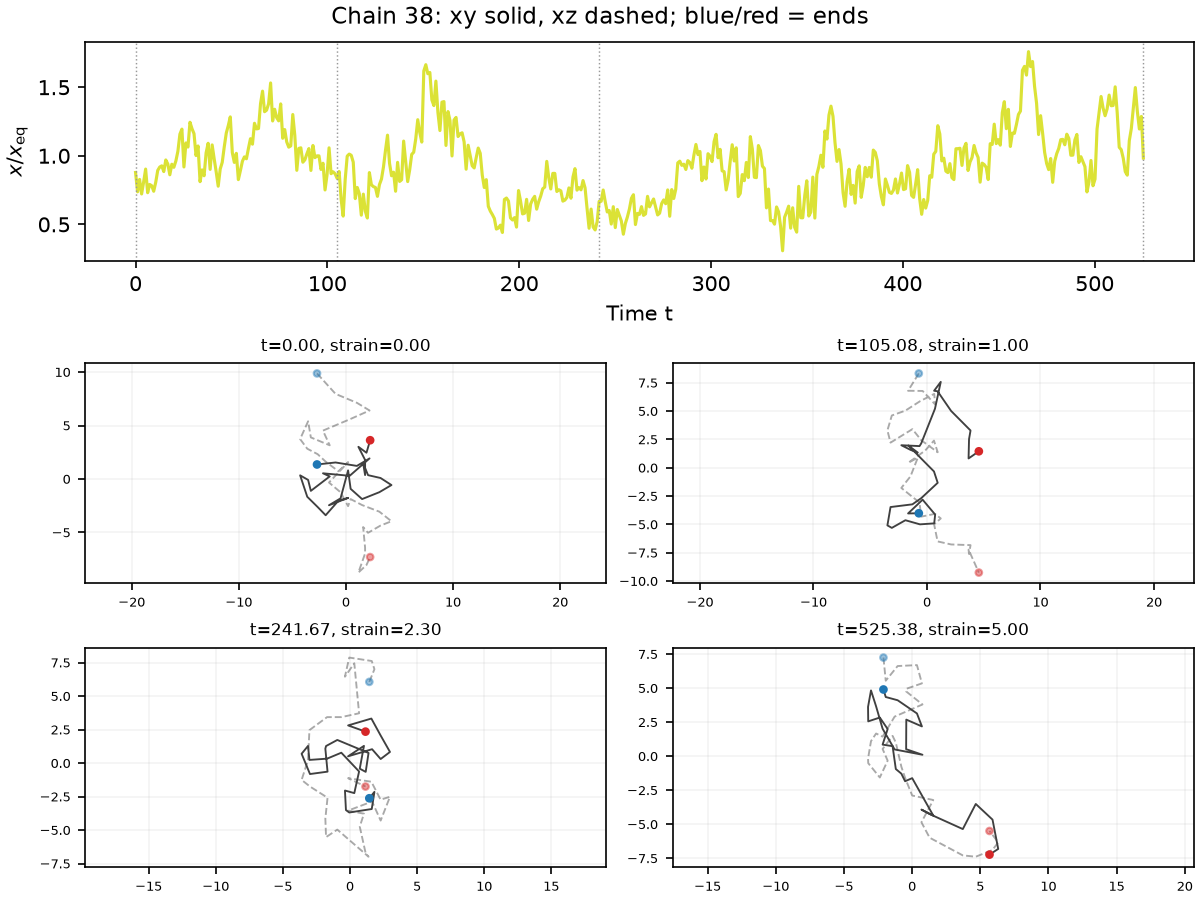 Chain 38: xy solid, xz dashed; blue/red = ends
x/x_eq
1.5
1.0
0.5
0 100 200 300 400 500
Time t
t=0.00, strain=0.00
10
5
0
−5
−20 −10 0 10 20
t=105.08, strain=1.00
7.5
5.0
2.5
0.0
−2.5
−5.0
−7.5
−10.0
−20 −10 0 10 20
t=241.67, strain=2.30
7.5
5.0
2.5
0.0
−2.5
−5.0
−7.5
−15 −10 −5 0 5 10 15
t=525.38, strain=5.00
7.5
5.0
2.5
0.0
−2.5
−5.0
−7.5
−15 −10 −5 0 5 10 15 20